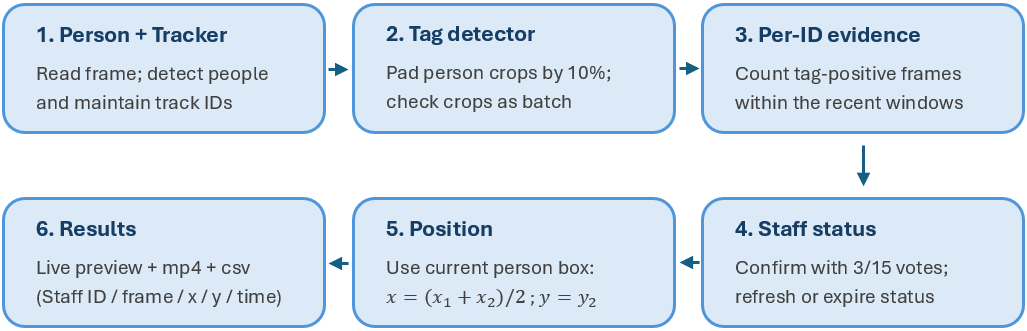 1. Person + Tracker
Read frame; detect people
and maintain track IDs
2. Tag detector
Pad person crops by 10%;
check crops as batch
3. Per-ID evidence
Count tag-positive frames
within the recent windows
4. Staff status
Confirm with 3/15 votes;
refresh or expire status
5. Position
Use current person box:
x = (x₁ + x₂)/2 ; y = y₂
6. Results
Live preview + mp4 + csv
(Staff ID / frame / x / y / time)